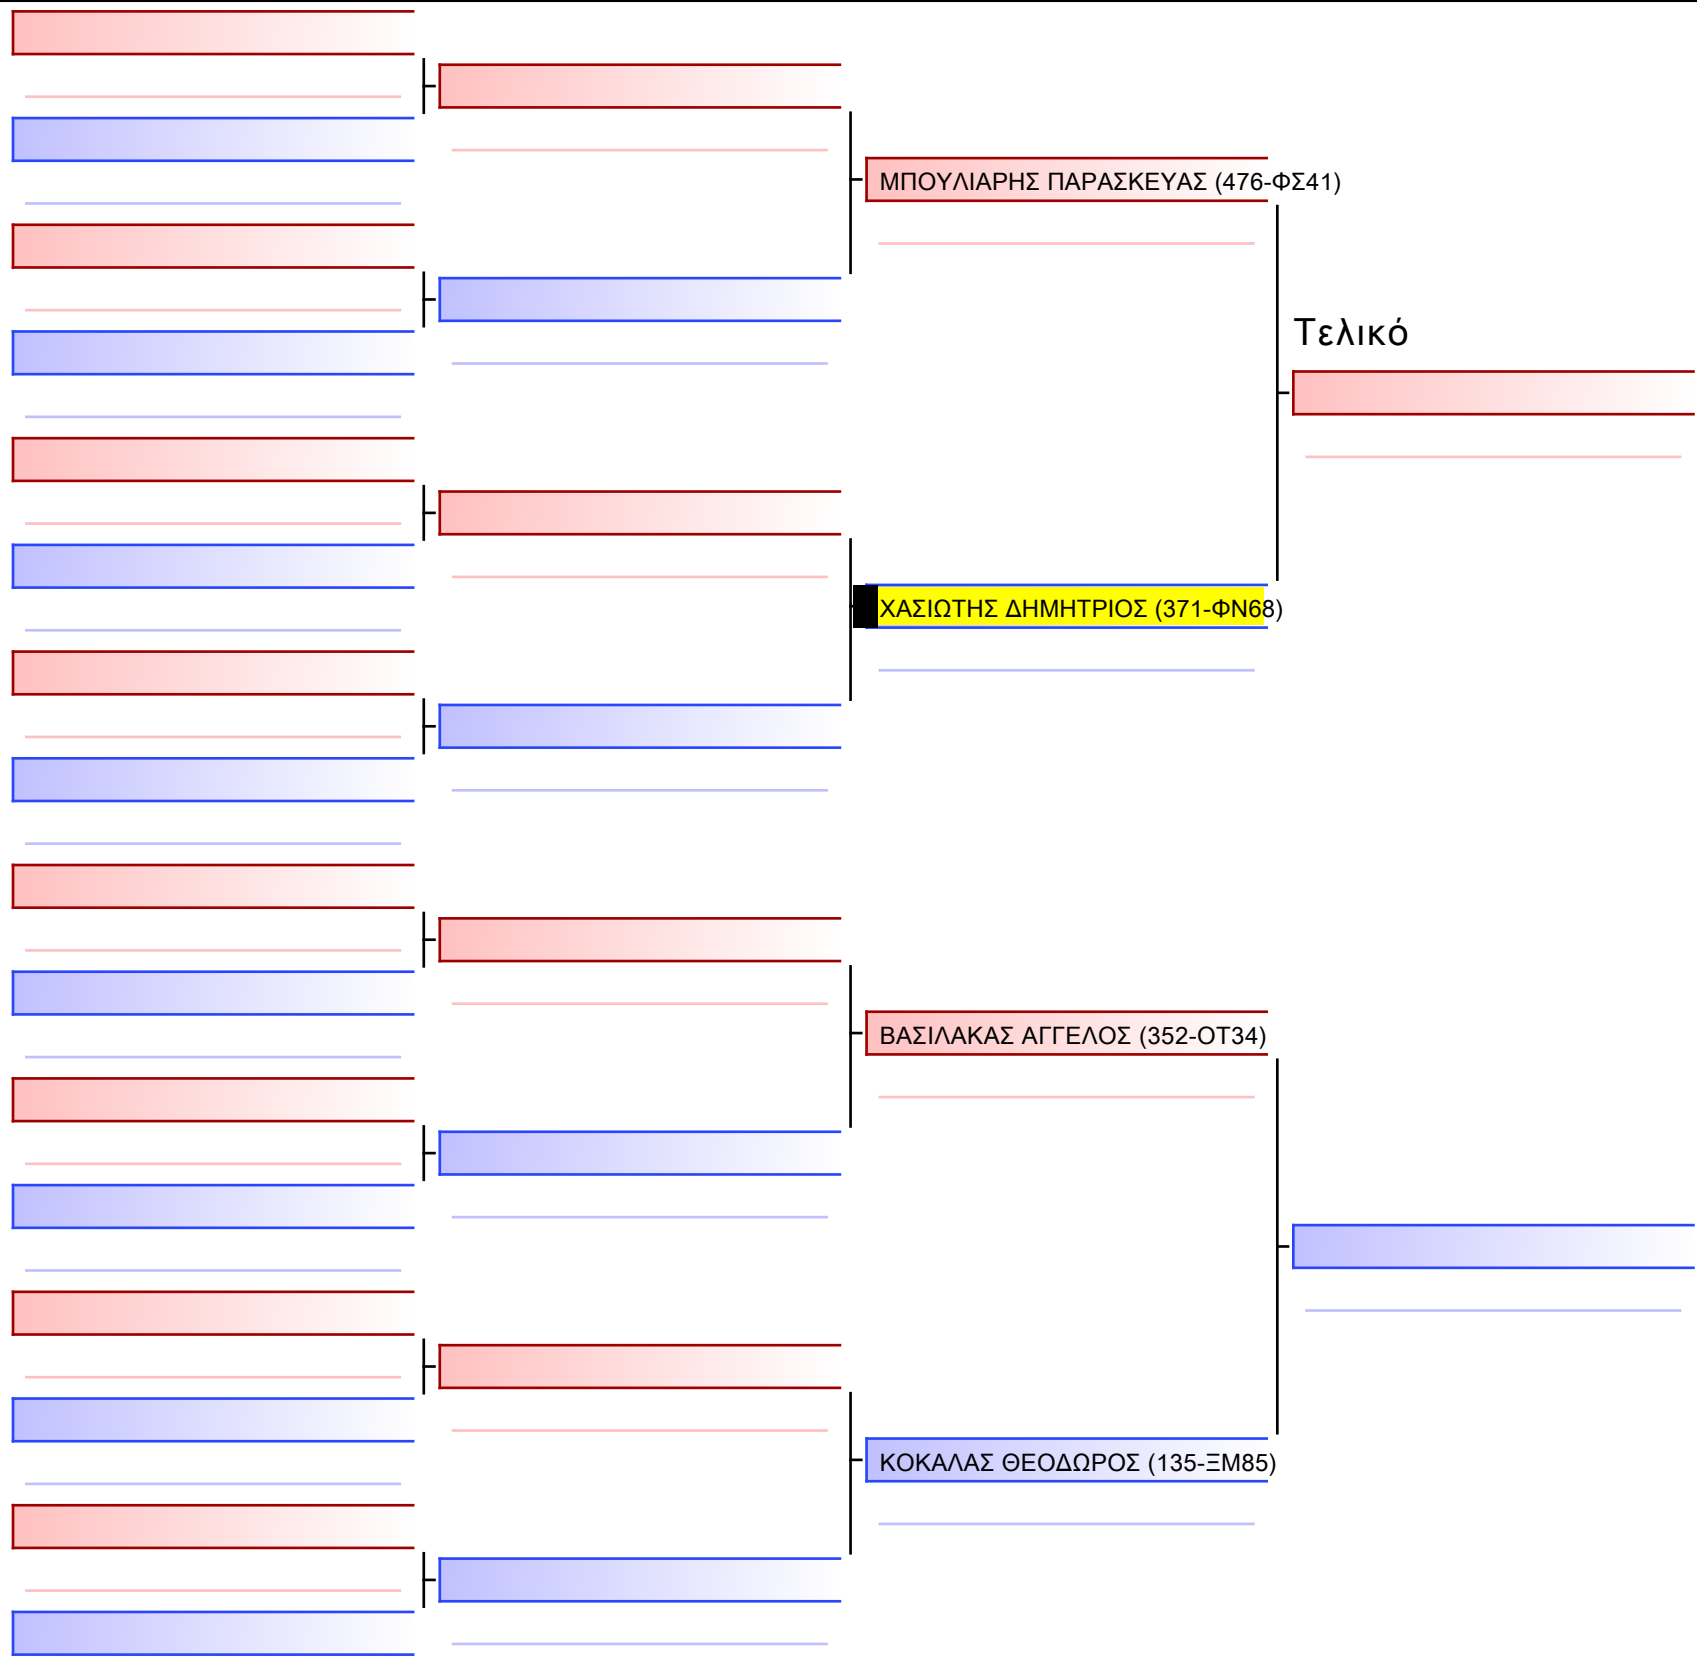 ΜΠΟΥΛΙΑΡΗΣ ΠΑΡΑΣΚΕΥΑΣ (476-ΦΣ41)
Τελικό
ΧΑΣΙΩΤΗΣ ΔΗΜΗΤΡΙΟΣ (371-ΦΝ68)
ΒΑΣΙΛΑΚΑΣ ΑΓΓΕΛΟΣ (352-ΟΤ34)
ΚΟΚΑΛΑΣ ΘΕΟΔΩΡΟΣ (135-ΞΜ85)